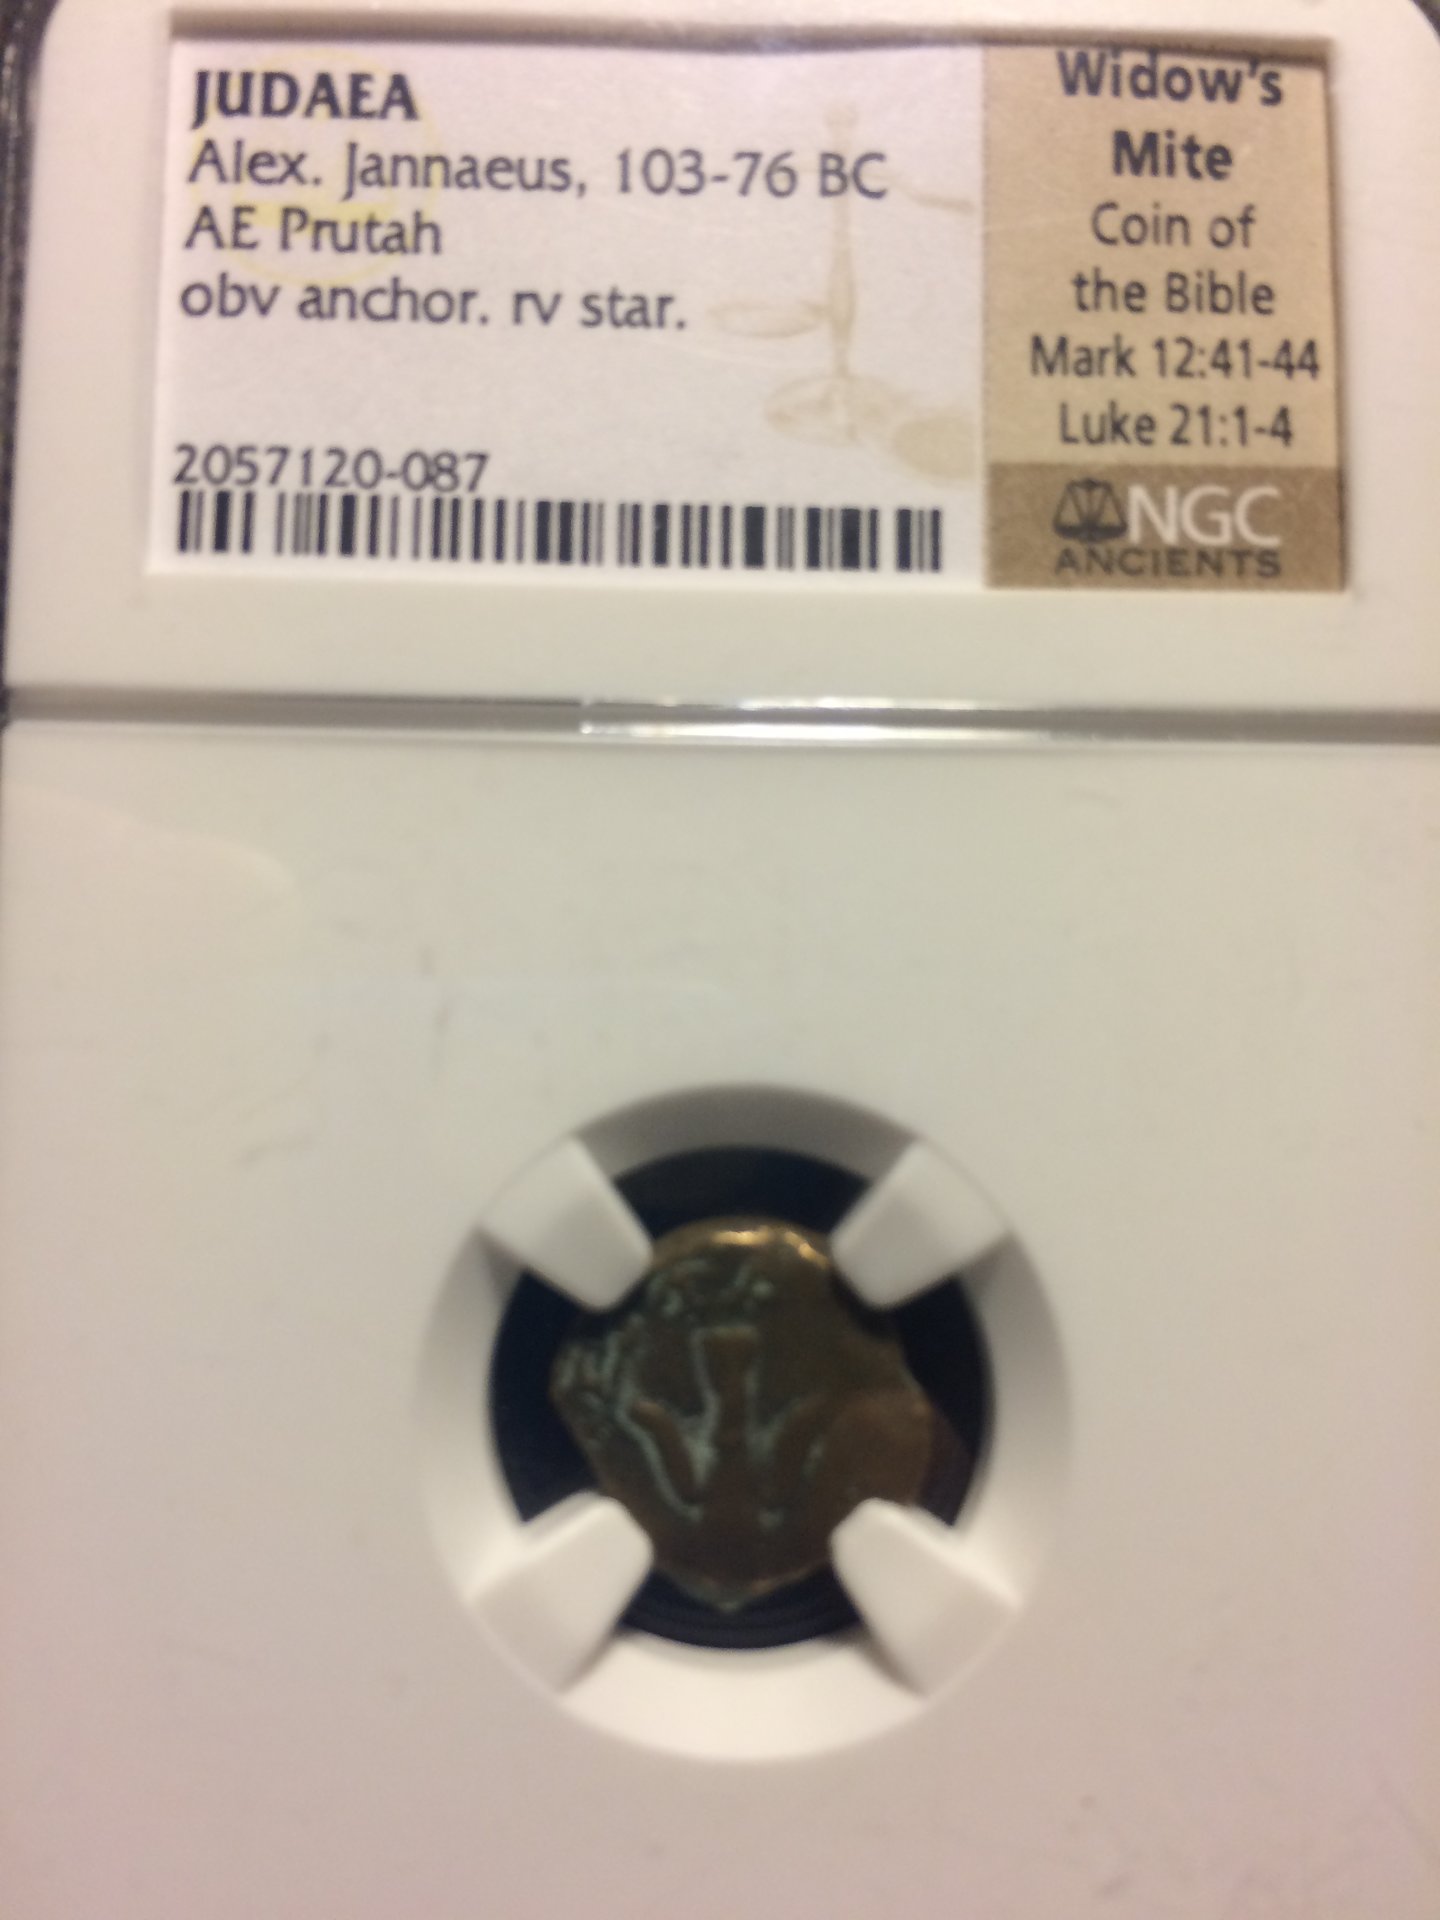 JUDAEA
Alex. Jannaeus, 103-76 BC
AE Prutah
obv anchor. rv star.
2057120-087
Widow's
Mite
Coin of
the Bible
Mark 12:41-44
Luke 21:1-4
NGC
ANCIENTS